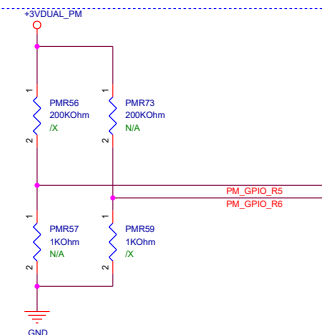 +3VDUAL_PM
1
1
PMR56
200KOhm
/X
PMR73
200KOhm
N/A
2
2
PM_GPIO_R5
PM_GPIO_R6
1
1
PMR57
1KOhm
N/A
PMR59
1KOhm
/X
2
2
GND